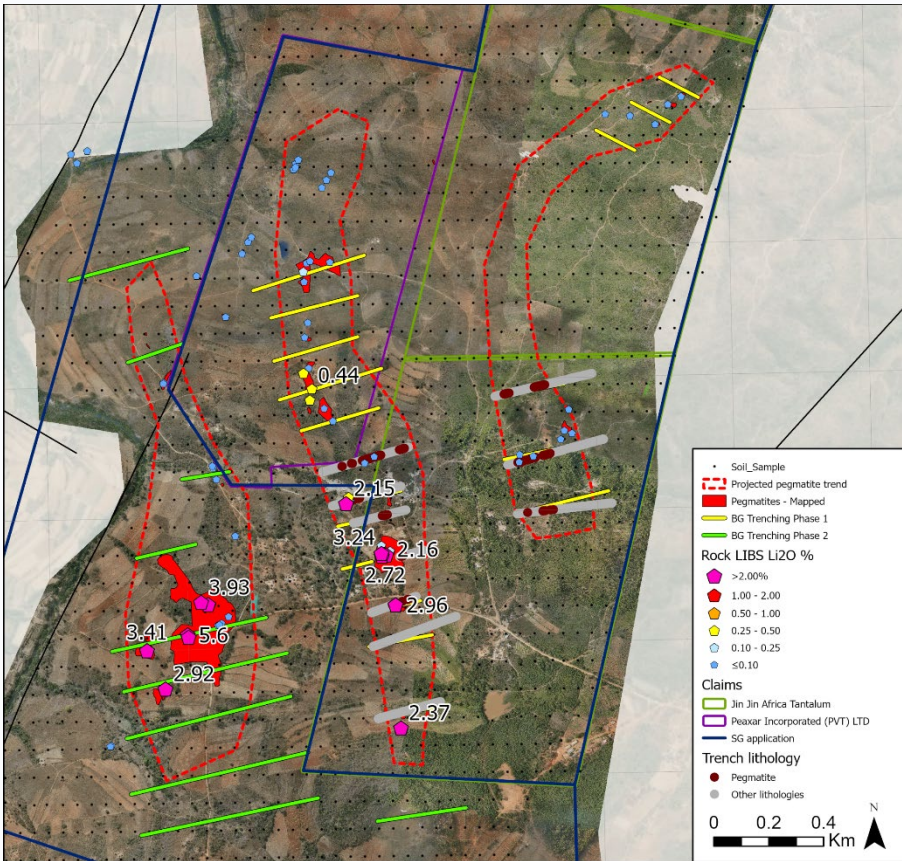 0.44
2.15
3.24
2.16
2.72
3.93
2.96
3.41
5.6
2.92
2.37
Soil_Sample
Projected pegmatite trend
Pegmatites - Mapped
BG Trenching Phase 1
BG Trenching Phase 2
Rock LIBS Li2O %
>2.00%
1.00 - 2.00
0.50 - 1.00
0.25 - 0.50
0.10 - 0.25
≤0.10
Claims
Jin Jin Africa Tantalum
Peaxar Incorporated (PVT) LTD
SG application
Trench lithology
Pegmatite
Other lithologies
0 0.2 0.4
Km
N